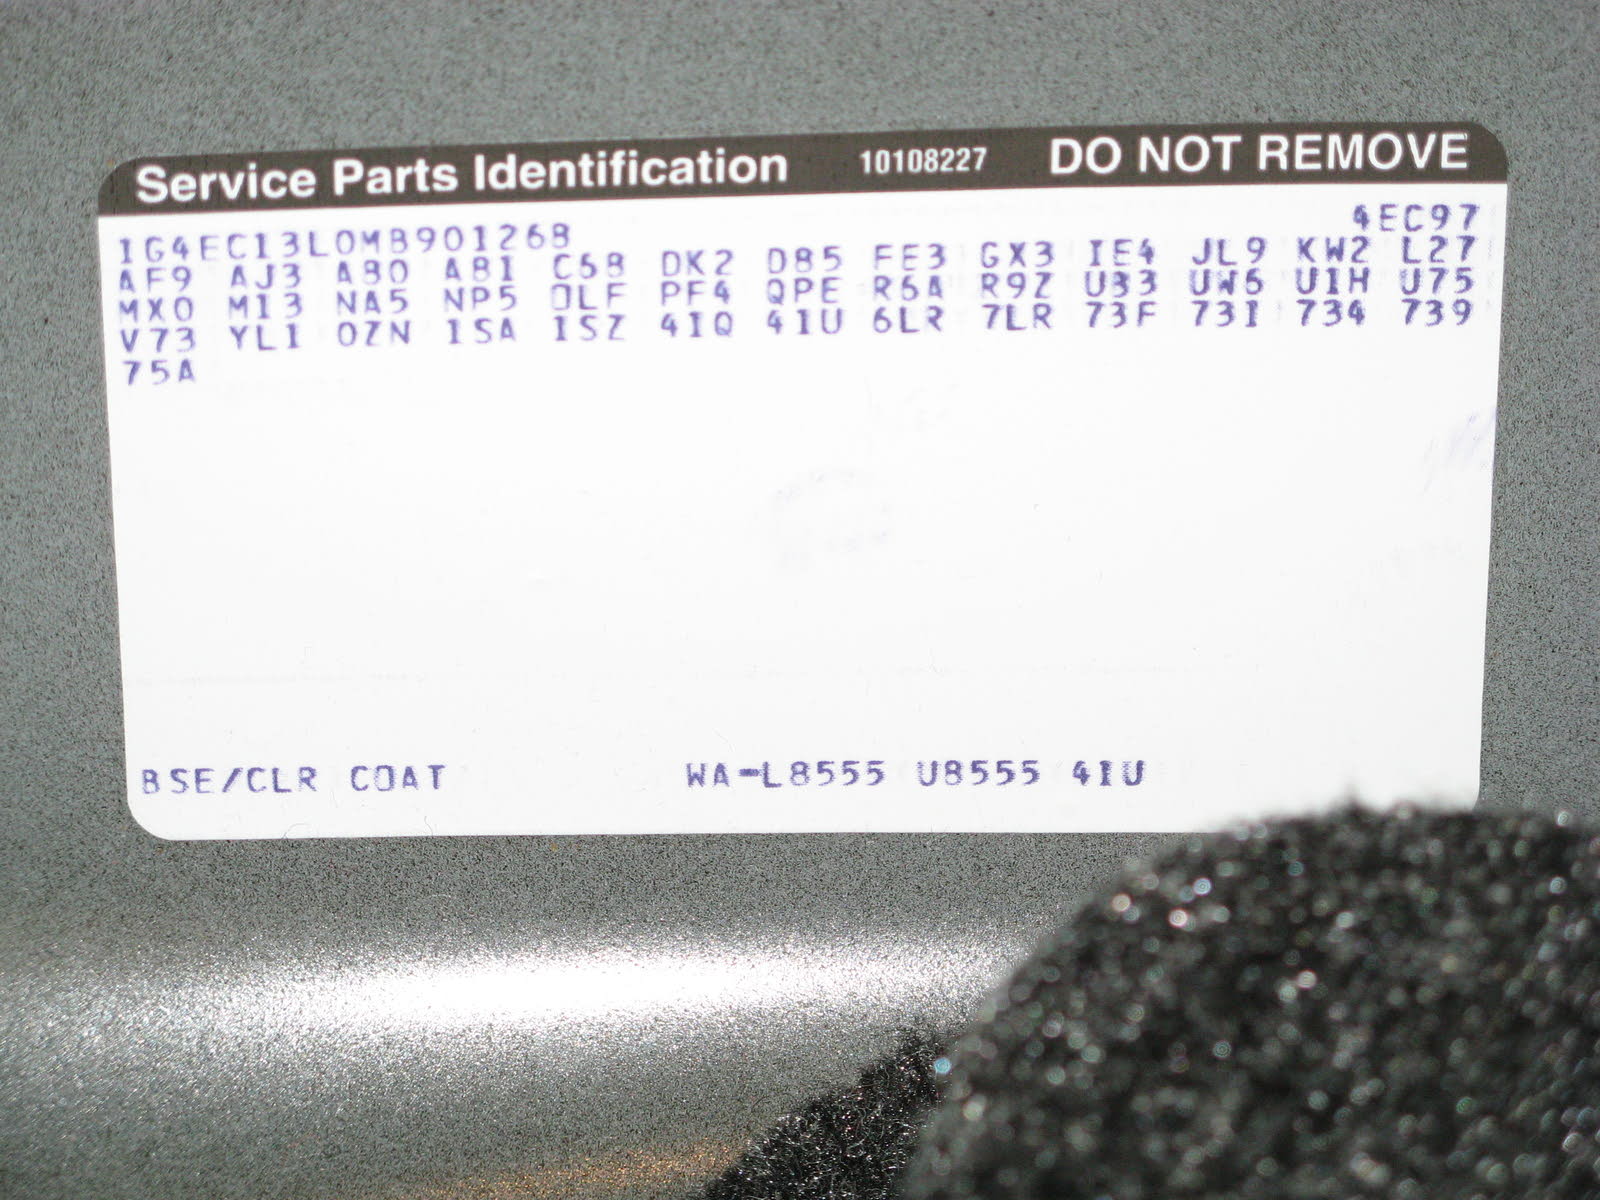 Service Parts Identification 10108227 DO NOT REMOVE
1G4EC13L0MB901268 4EC97
AF9 AJ3 A80 A81 C68 DK2 D85 FE3 GX3 IE4 JL9 KW2 L27
MX0 M13 NA5 NP5 OLF PF4 QPE R6A R9Z UB3 UW6 U1H U75
V73 YL1 0ZN 1SA 1SZ 41Q 41U 6LR 7LR 73F 73I 734 739
75A
BSE/CLR COAT WA-L8555 U8555 41U